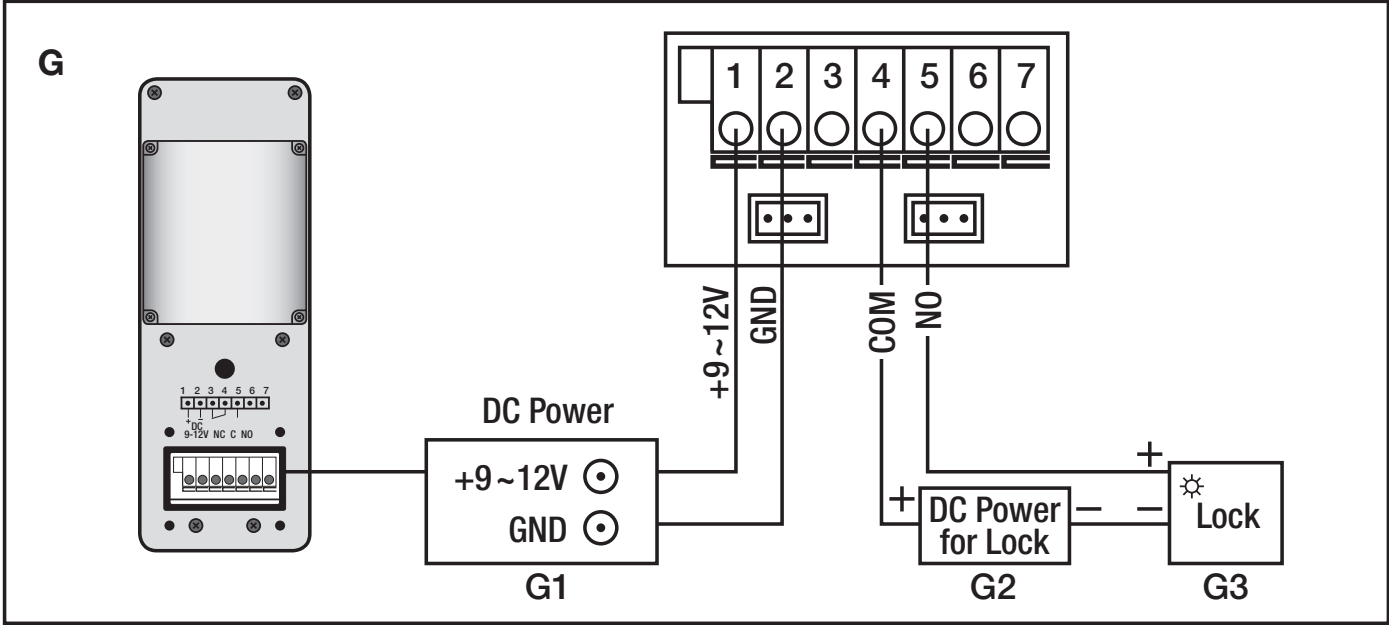 G
1 2 3 4 5 6 7
+9~12V
GND
COM
NO
1 2 3 4 5 6 7
+ DC –
9-12V NC C NO
DC Power
+9~12V
GND
G1
+
DC Power
for Lock
–
G2
+
–
Lock
G3